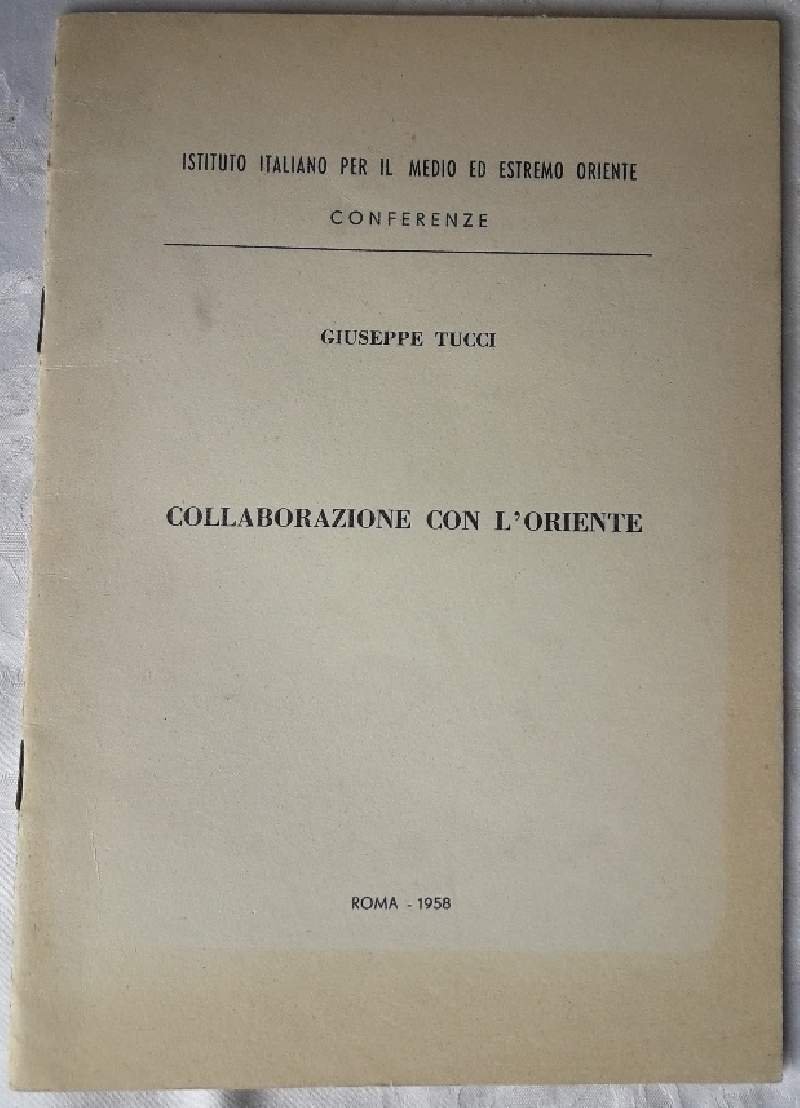 ISTITUTO ITALIANO PER IL MEDIO ED ESTREMO ORIENTE
CONFERENZE
GIUSEPPE TUCCI
COLLABORAZIONE CON L'ORIENTE
ROMA - 1958